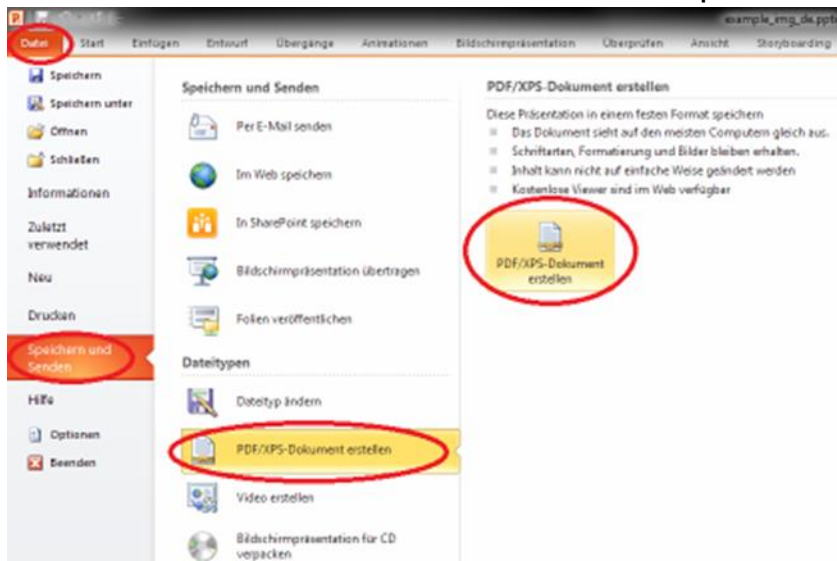 example_img_de.pptx
Datei Start Einfügen Entwurf Übergänge Animationen Bildschirmpräsentation Überprüfen Ansicht Storyboarding
Speichern
Speichern unter
Öffnen
Schließen
Informationen
Zuletzt
verwendet
Neu
Drucken
Speichern und
Senden
Hilfe
Optionen
Beenden
Speichern und Senden
Per E-Mail senden
Im Web speichern
In SharePoint speichern
Bildschirmpräsentation übertragen
Folien veröffentlichen
Dateitypen
Dateityp ändern
PDF/XPS-Dokument erstellen
Video erstellen
Bildschirmpräsentation für CD
verpacken
PDF/XPS-Dokument erstellen
Diese Präsentation in einem festen Format speichern
Das Dokument sieht auf den meisten Computern gleich aus.
Schriftarten, Formatierung und Bilder bleiben erhalten.
Inhalt kann nicht auf einfache Weise geändert werden
Kostenlose Viewer sind im Web verfügbar
PDF/XPS-Dokument
erstellen